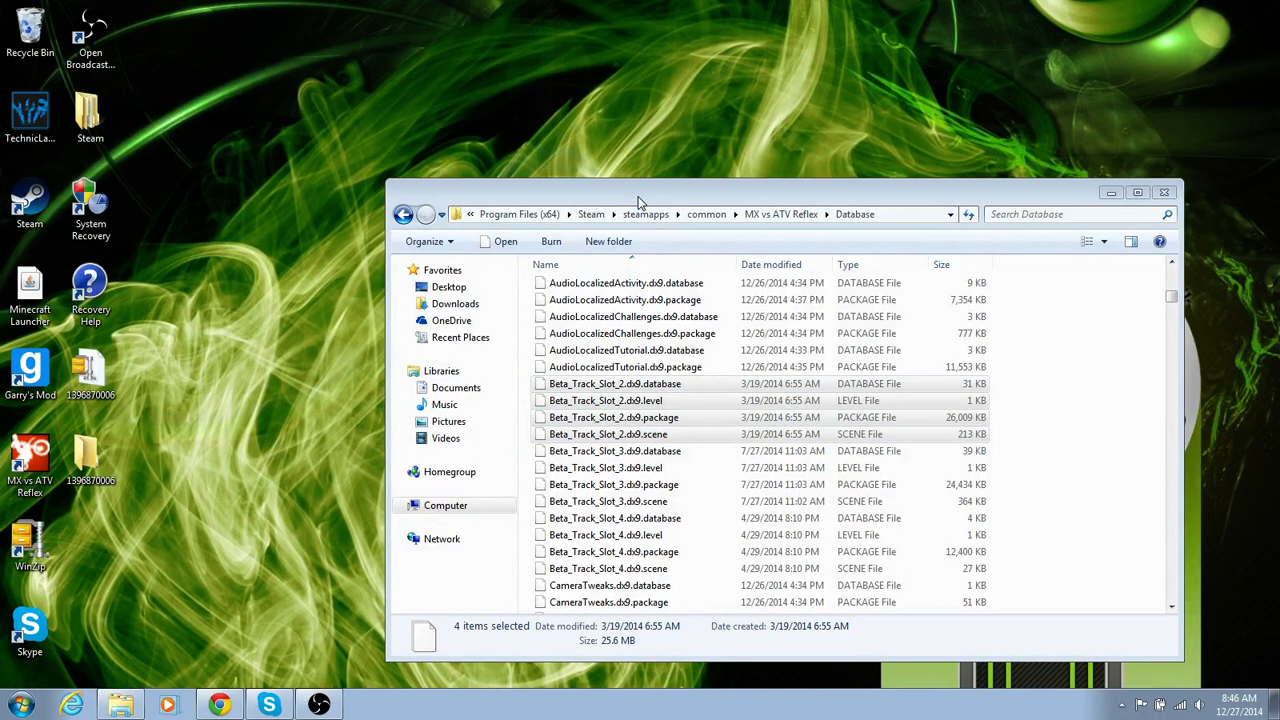 Recycle Bin
Open
Broadcast...
TechnicLa...
Steam
Steam
System
Recovery
Minecraft
Launcher
Recovery
Help
Garry's Mod
1396870006
MX vs ATV
Reflex
1396870006
WinZip
Skype
« Program Files (x64) Steam steamapps common MX vs ATV Reflex Database
Search Database
Organize Open Burn New folder
Name Date modified Type Size
Favorites
Desktop
Downloads
OneDrive
Recent Places
Libraries
Documents
Music
Pictures
Videos
Homegroup
Computer
Network
AudioLocalizedActivity.dx9.database 12/26/2014 4:34 PM DATABASE File 9 KB
AudioLocalizedActivity.dx9.package 12/26/2014 4:37 PM PACKAGE File 7,354 KB
AudioLocalizedChallenges.dx9.database 12/26/2014 4:34 PM DATABASE File 3 KB
AudioLocalizedChallenges.dx9.package 12/26/2014 4:34 PM PACKAGE File 777 KB
AudioLocalizedTutorial.dx9.database 12/26/2014 4:33 PM DATABASE File 3 KB
AudioLocalizedTutorial.dx9.package 12/26/2014 4:35 PM PACKAGE File 11,553 KB
Beta_Track_Slot_2.dx9.database 3/19/2014 6:55 AM DATABASE File 31 KB
Beta_Track_Slot_2.dx9.level 3/19/2014 6:55 AM LEVEL File 1 KB
Beta_Track_Slot_2.dx9.package 3/19/2014 6:55 AM PACKAGE File 26,009 KB
Beta_Track_Slot_2.dx9.scene 3/19/2014 6:55 AM SCENE File 213 KB
Beta_Track_Slot_3.dx9.database 7/27/2014 11:03 AM DATABASE File 39 KB
Beta_Track_Slot_3.dx9.level 7/27/2014 11:03 AM LEVEL File 1 KB
Beta_Track_Slot_3.dx9.package 7/27/2014 11:03 AM PACKAGE File 24,434 KB
Beta_Track_Slot_3.dx9.scene 7/27/2014 11:02 AM SCENE File 364 KB
Beta_Track_Slot_4.dx9.database 4/29/2014 8:10 PM DATABASE File 4 KB
Beta_Track_Slot_4.dx9.level 4/29/2014 8:10 PM LEVEL File 1 KB
Beta_Track_Slot_4.dx9.package 4/29/2014 8:10 PM PACKAGE File 12,400 KB
Beta_Track_Slot_4.dx9.scene 4/29/2014 8:10 PM SCENE File 27 KB
CameraTweaks.dx9.database 12/26/2014 4:34 PM DATABASE File 1 KB
CameraTweaks.dx9.package 12/26/2014 4:34 PM PACKAGE File 51 KB
4 items selected Date modified: 3/19/2014 6:55 AM Date created: 3/19/2014 6:55 AM
Size: 25.6 MB
8:46 AM
12/27/2014